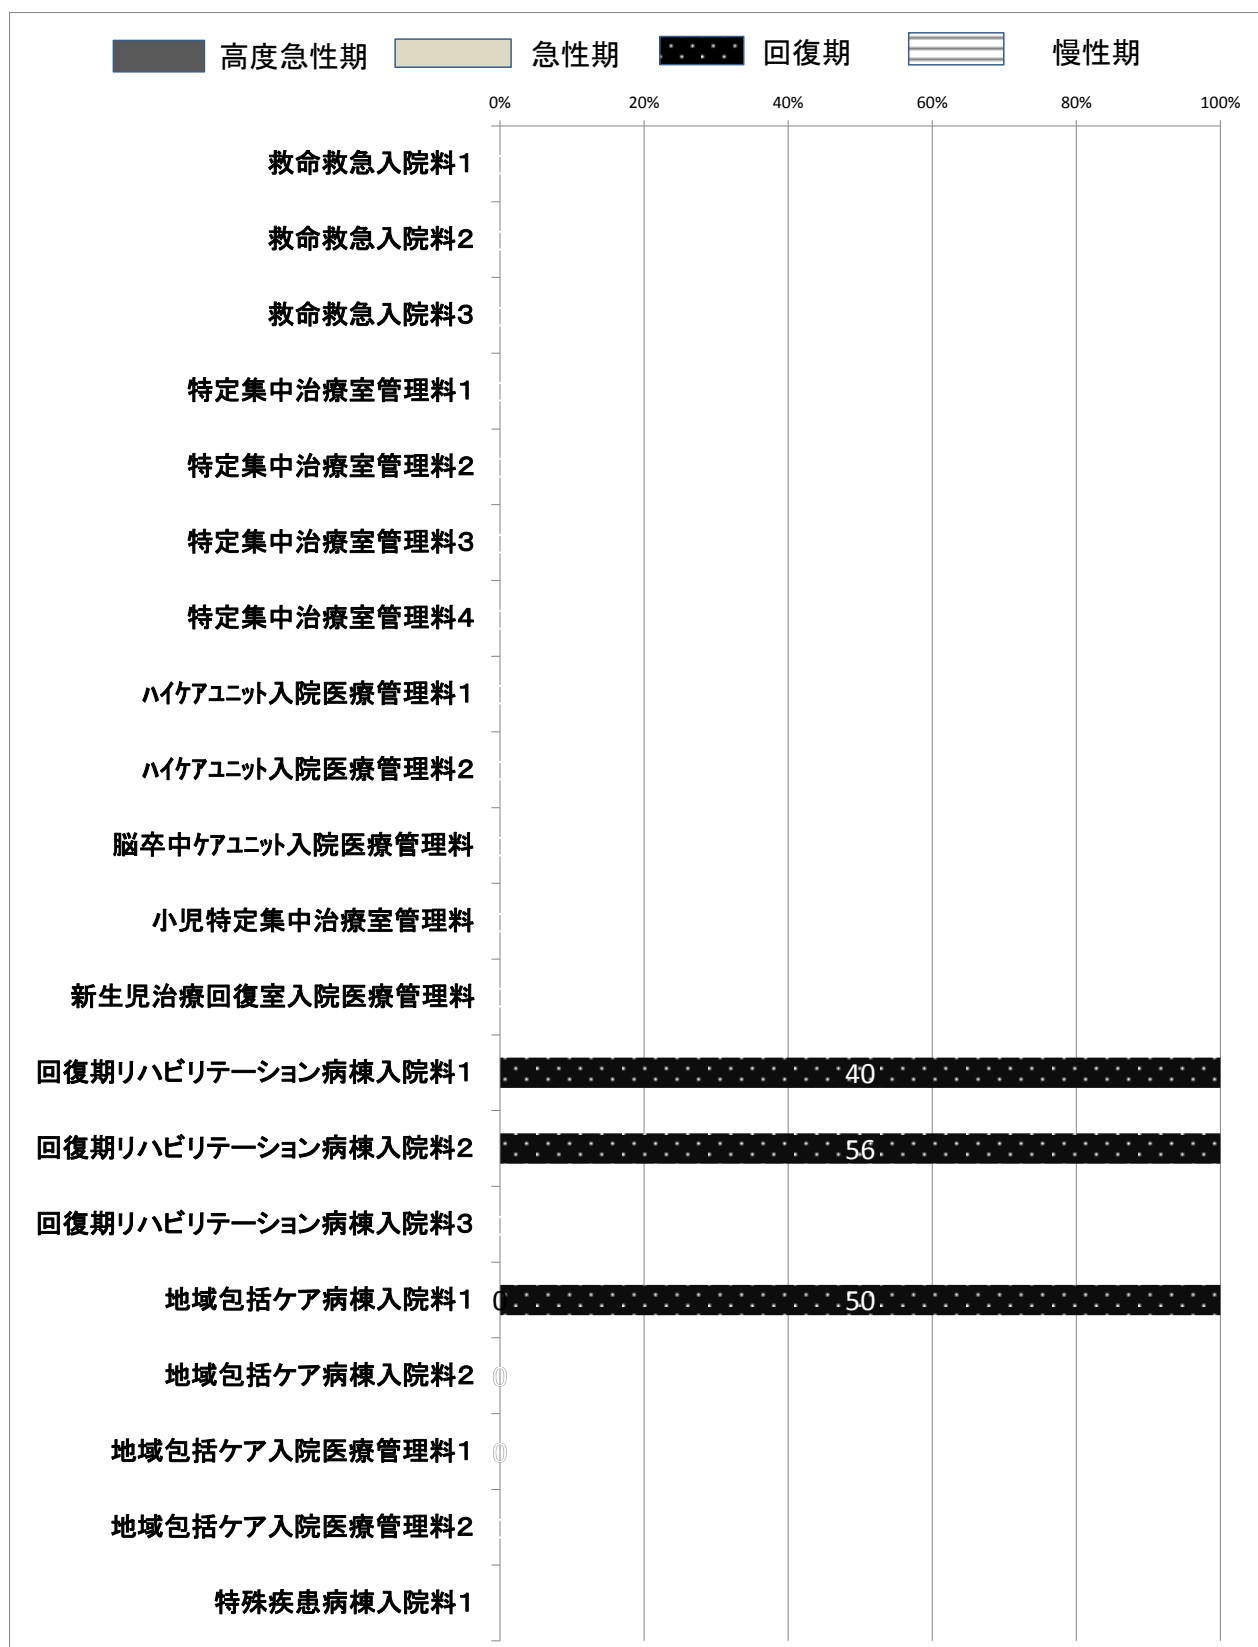 高度急性期 急性期 回復期 慢性期
0% 20% 40% 60% 80% 100%
救命救急入院料1
救命救急入院料2
救命救急入院料3
特定集中治療室管理料1
特定集中治療室管理料2
特定集中治療室管理料3
特定集中治療室管理料4
ﾊｲｹｱﾕﾆｯﾄ入院医療管理料1
ﾊｲｹｱﾕﾆｯﾄ入院医療管理料2
脳卒中ｹｱﾕﾆｯﾄ入院医療管理料
小児特定集中治療室管理料
新生児治療回復室入院医療管理料
回復期リハビリテーション病棟入院料1 40
回復期リハビリテーション病棟入院料2 56
回復期リハビリテーション病棟入院料3
地域包括ケア病棟入院料1 0 50
地域包括ケア病棟入院料2 0
地域包括ケア入院医療管理料1 0
地域包括ケア入院医療管理料2
特殊疾患病棟入院料1